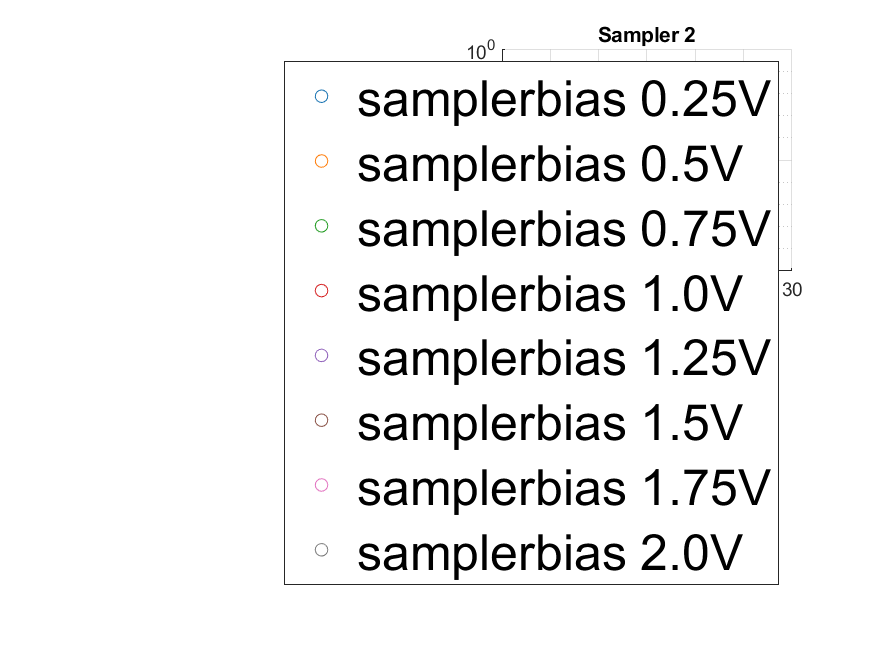 Sampler 2
10^0
samplerbias 0.25V
samplerbias 0.5V
samplerbias 0.75V
samplerbias 1.0V
30
samplerbias 1.25V
samplerbias 1.5V
samplerbias 1.75V
samplerbias 2.0V